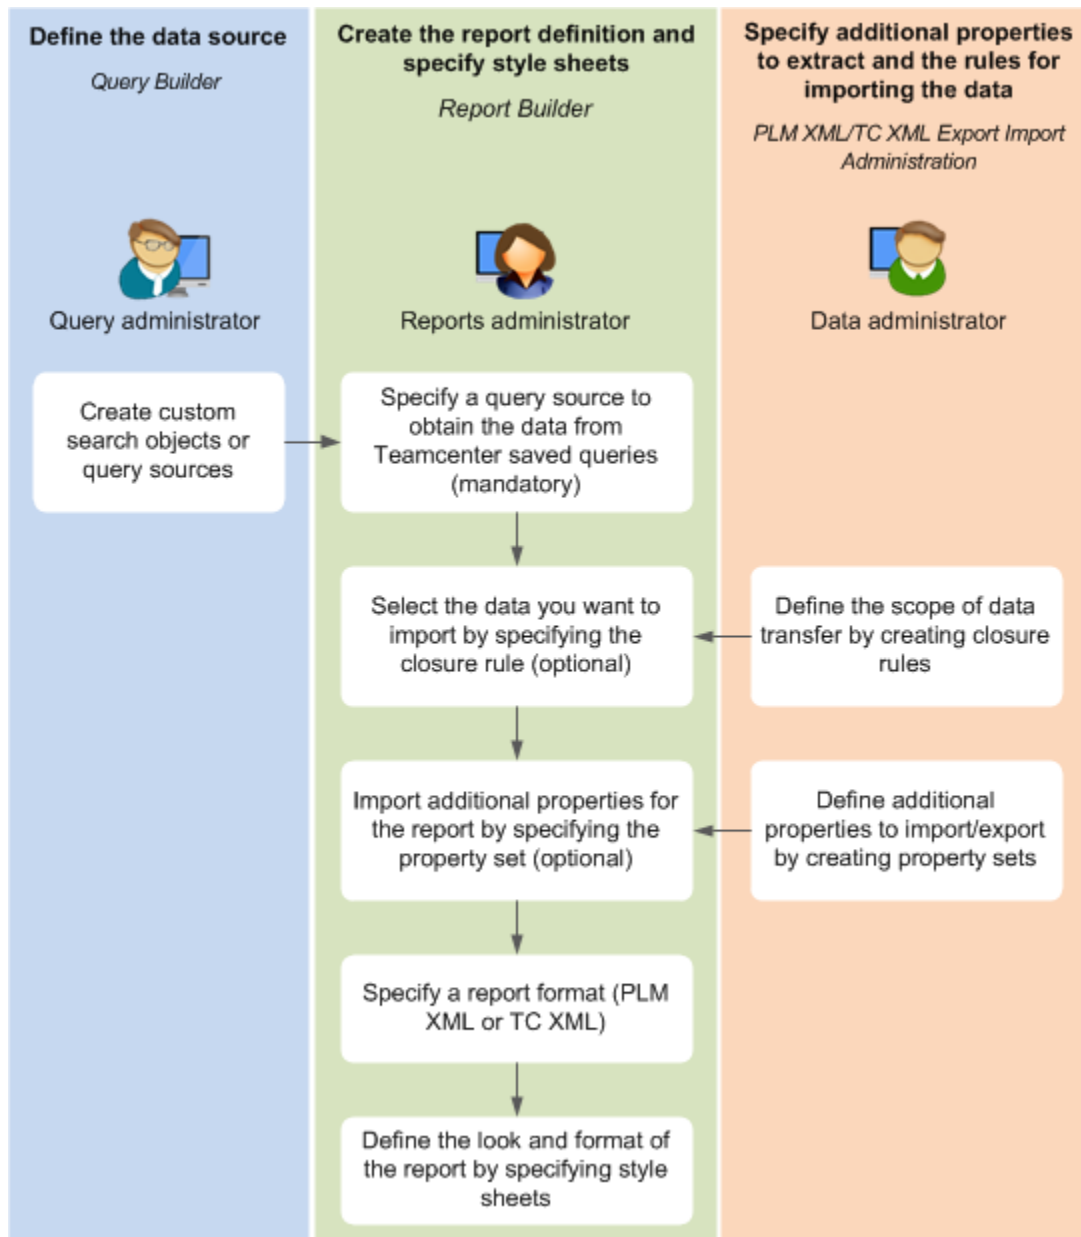 Define the data source
Query Builder
Query administrator
Create custom
search objects or
query sources
Create the report definition and
specify style sheets
Report Builder
Reports administrator
Specify a query source to
obtain the data from
Teamcenter saved queries
(mandatory)
Select the data you want to
import by specifying the
closure rule (optional)
Import additional properties for
the report by specifying the
property set (optional)
Specify a report format (PLM
XML or TC XML)
Define the look and format of
the report by specifying style
sheets
Specify additional properties
to extract and the rules for
importing the data
PLM XML/TC XML Export Import
Administration
Data administrator
Define the scope of data
transfer by creating closure
rules
Define additional
properties to import/export
by creating property sets